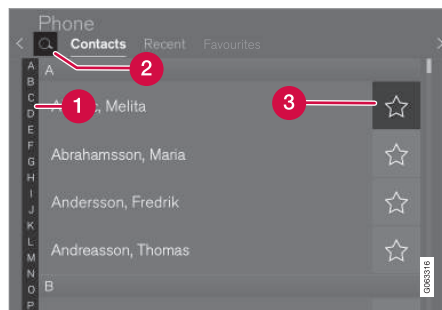 Phone
Contacts Recent Favourites
2
A
1
, Melita
3
Abrahamsson, Maria
Andersson, Fredrik
Andreasson, Thomas
B
A
B
C
D
E
F
G
H
I
J
K
L
M
N
O
P
G063316